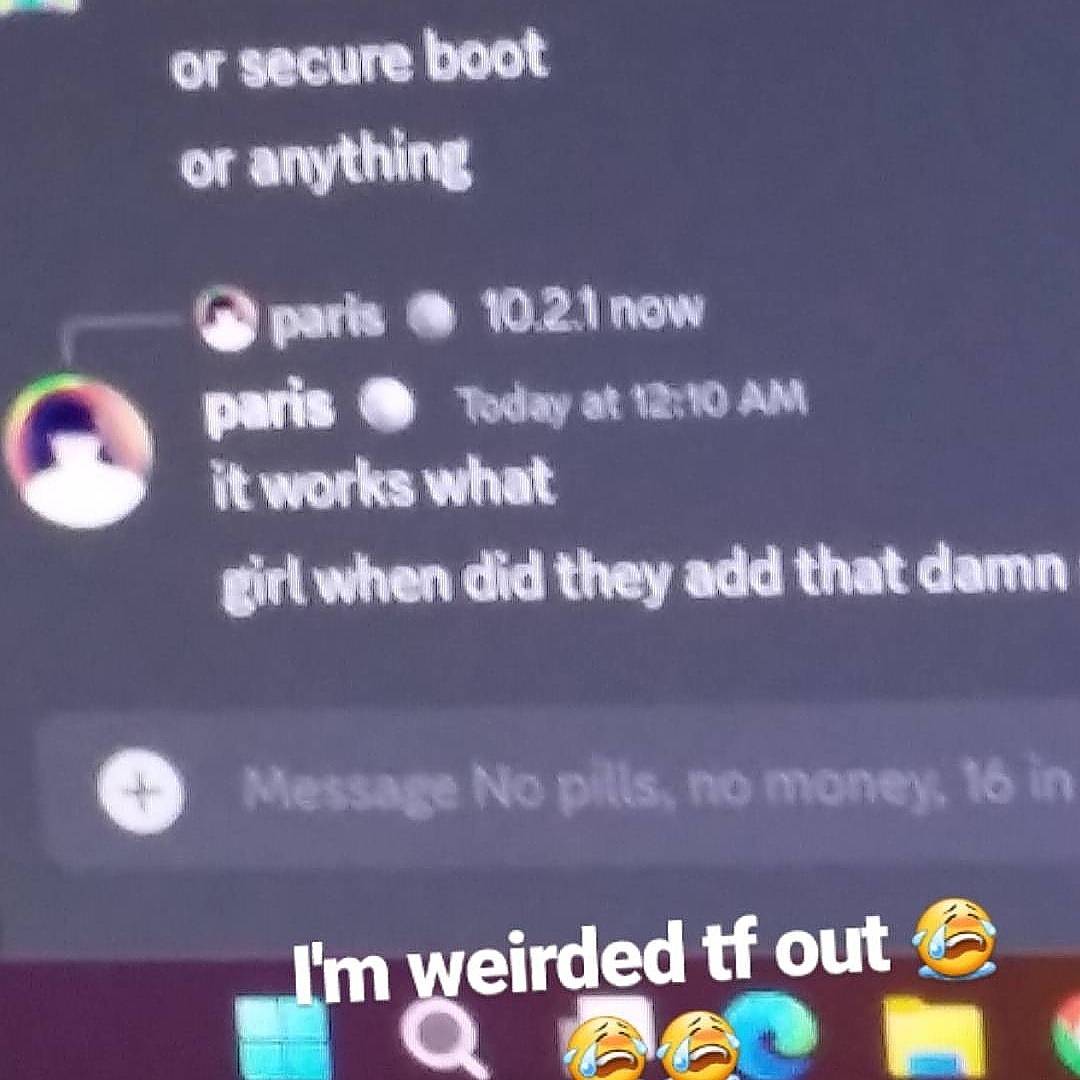 or secure boot
or anything
paris 10.2.1 now
paris Today at 12:10 AM
it works what
girl when did they add that damn
Message No pills, no money, 16 in
I'm weirded tf out 😭
😭😭